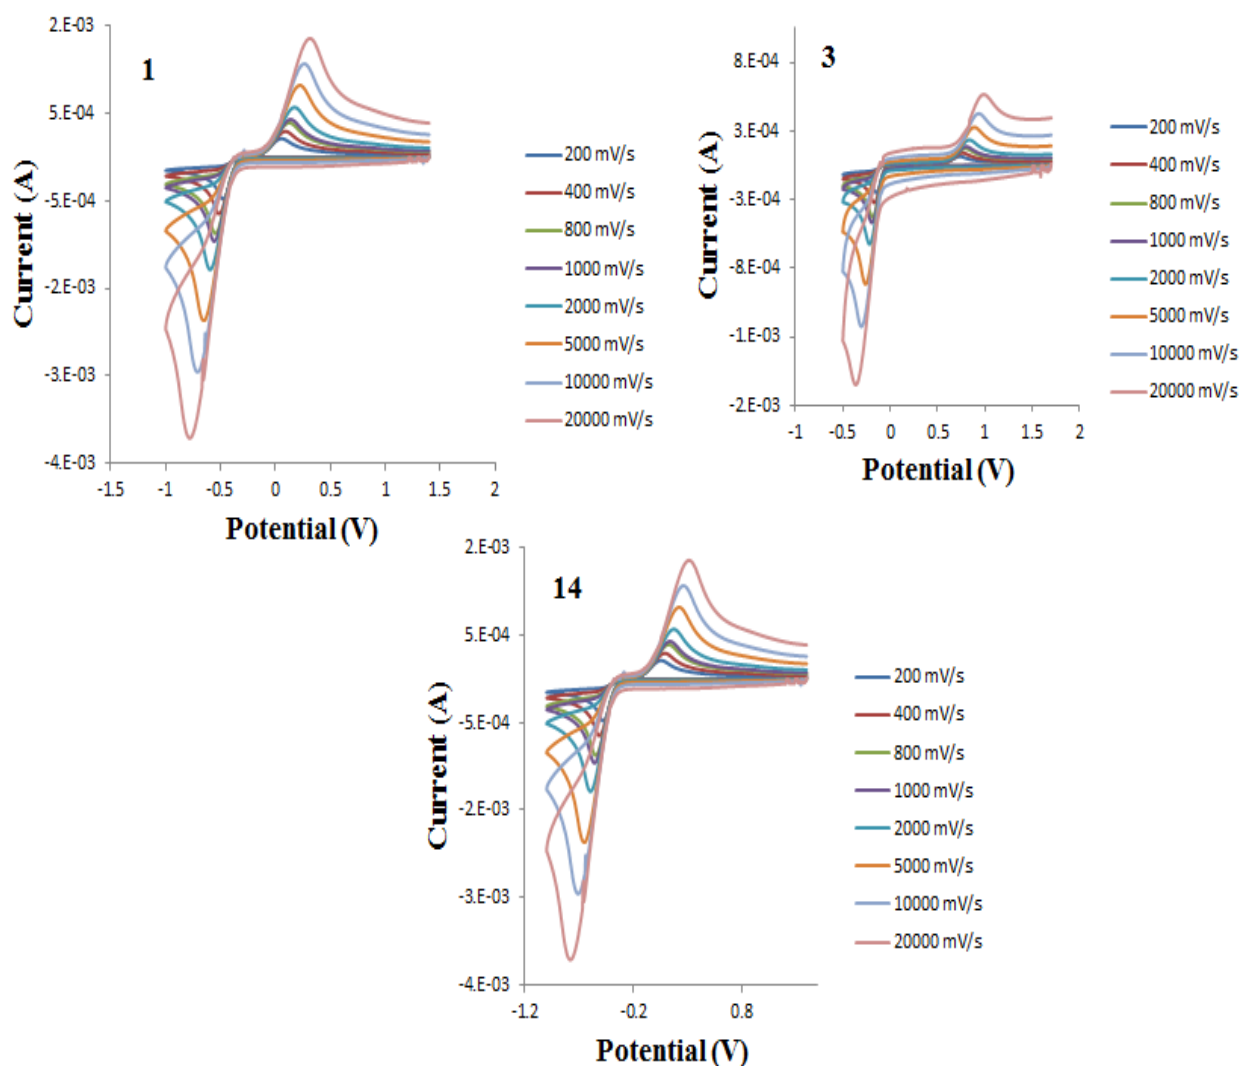 1
2.E-03
5.E-04
-5.E-04
-2.E-03
-3.E-03
-4.E-03
-1.5 -1 -0.5 0 0.5 1 1.5 2
Current (A)
Potential (V)
200 mV/s
400 mV/s
800 mV/s
1000 mV/s
2000 mV/s
5000 mV/s
10000 mV/s
20000 mV/s
3
8.E-04
3.E-04
-3.E-04
-8.E-04
-1.E-03
-2.E-03
-1 -0.5 0 0.5 1 1.5 2
Current (A)
Potential (V)
200 mV/s
400 mV/s
800 mV/s
1000 mV/s
2000 mV/s
5000 mV/s
10000 mV/s
20000 mV/s
14
2.E-03
5.E-04
-5.E-04
-2.E-03
-3.E-03
-4.E-03
-1.2 -0.2 0.8
Current (A)
Potential (V)
200 mV/s
400 mV/s
800 mV/s
1000 mV/s
2000 mV/s
5000 mV/s
10000 mV/s
20000 mV/s